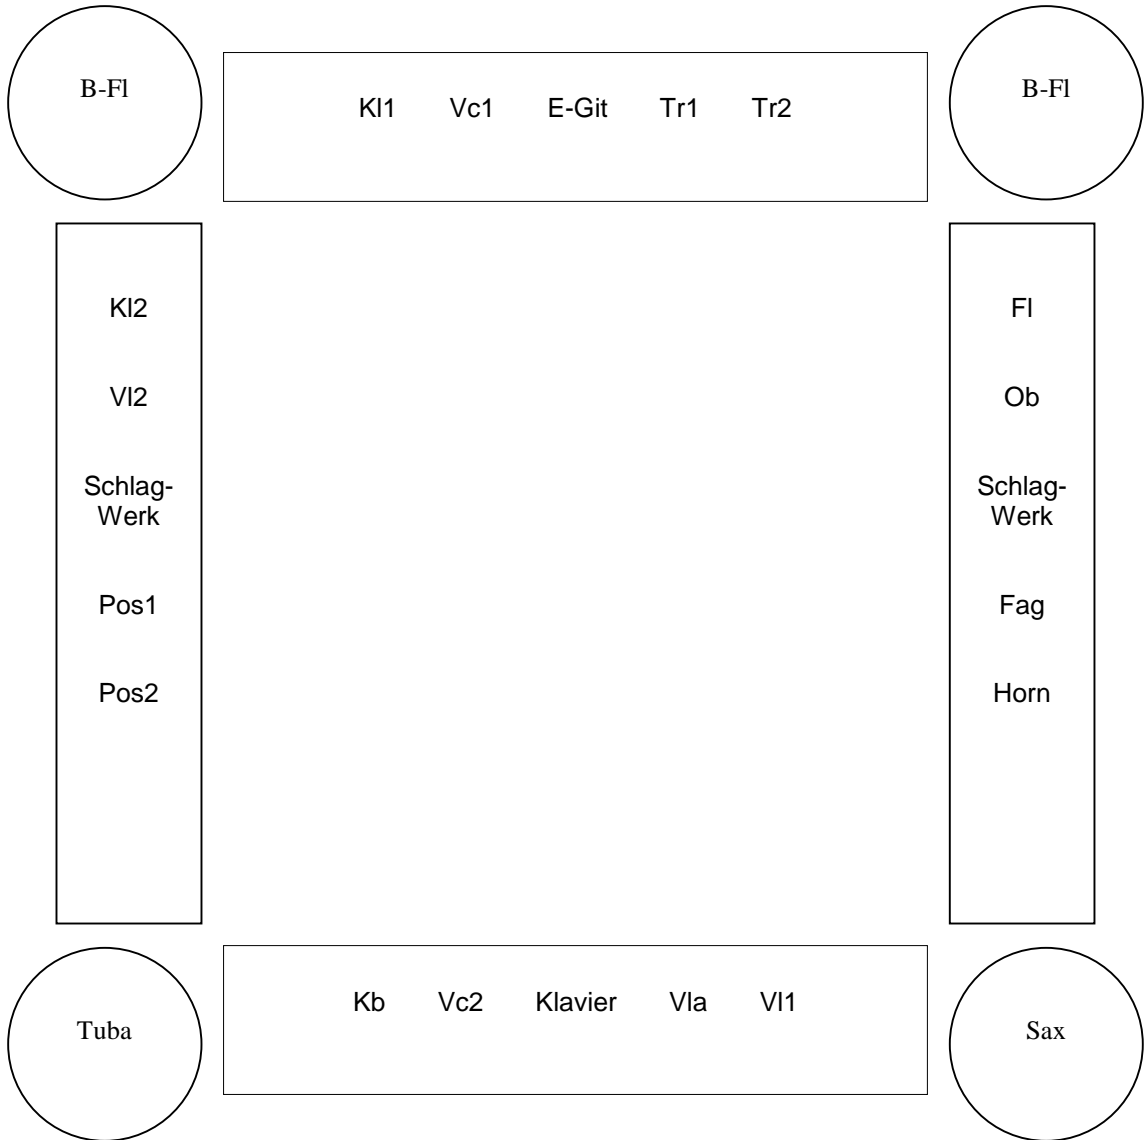 B-Fl
Kl1 Vc1 E-Git Tr1 Tr2
B-Fl
Kl2
Vl2
Schlag-
Werk
Pos1
Pos2
Fl
Ob
Schlag-
Werk
Fag
Horn
Tuba
Kb Vc2 Klavier Vla Vl1
Sax